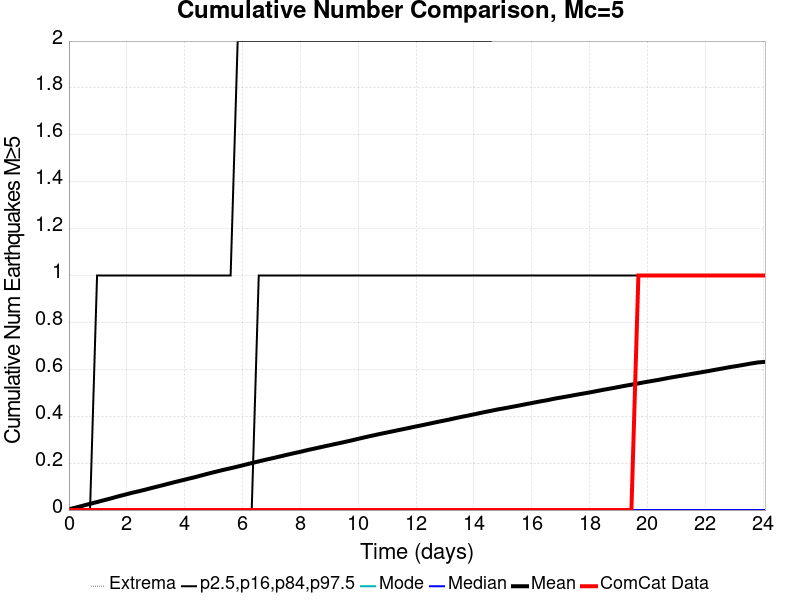 Cumulative Number Comparison, Mc=5
Cumulative Num Earthquakes M≥5
2
1.8
1.6
1.4
1.2
1
0.8
0.6
0.4
0.2
0
0 2 4 6 8 10 12 14 16 18 20 22 24
Time (days)
Extrema p2.5,p16,p84,p97.5 Mode Median Mean ComCat Data